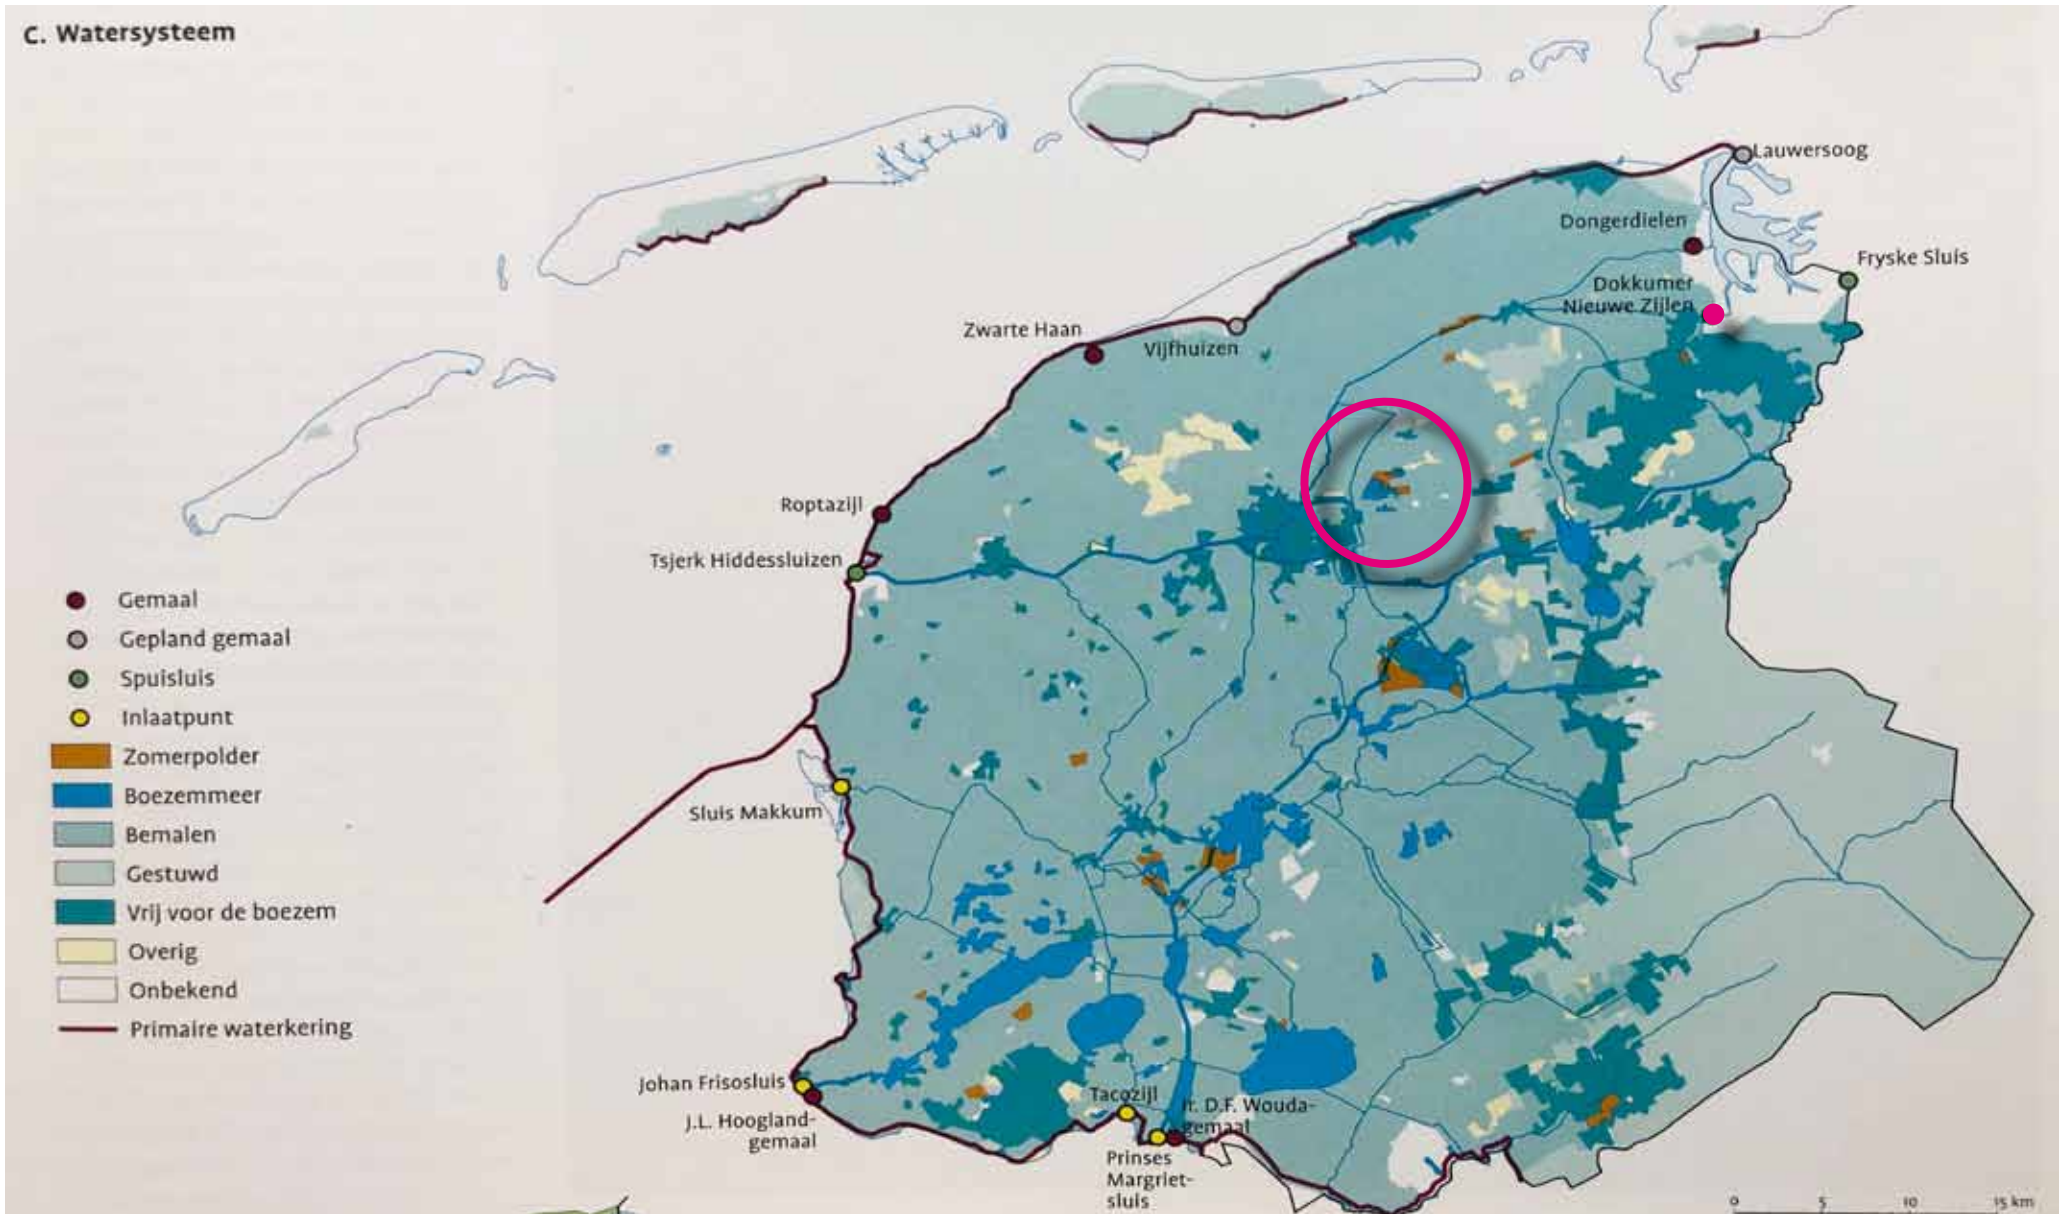 C. Watersysteem
Lauwersoog
Dongerdielen
Fryske Sluis
Dokkumer
Nieuwe Zijlen
Zwarte Haan
Vijfhuizen
Roptazijl
Tsjerk Hiddessluizen
Gemaal
Gepland gemaal
Spuisluis
Inlaatpunt
Zomerpolder
Boezemmeer
Sluis Makkum
Bemalen
Gestuwd
Vrij voor de boezem
Overig
Onbekend
Primaire waterkering
Johan Frisosluis
J.L. Hoogland-
gemaal
Tacozijl
Ir. D.F. Wouda-
gemaal
Prinses
Margriet-
sluis
0 5 10 15 km